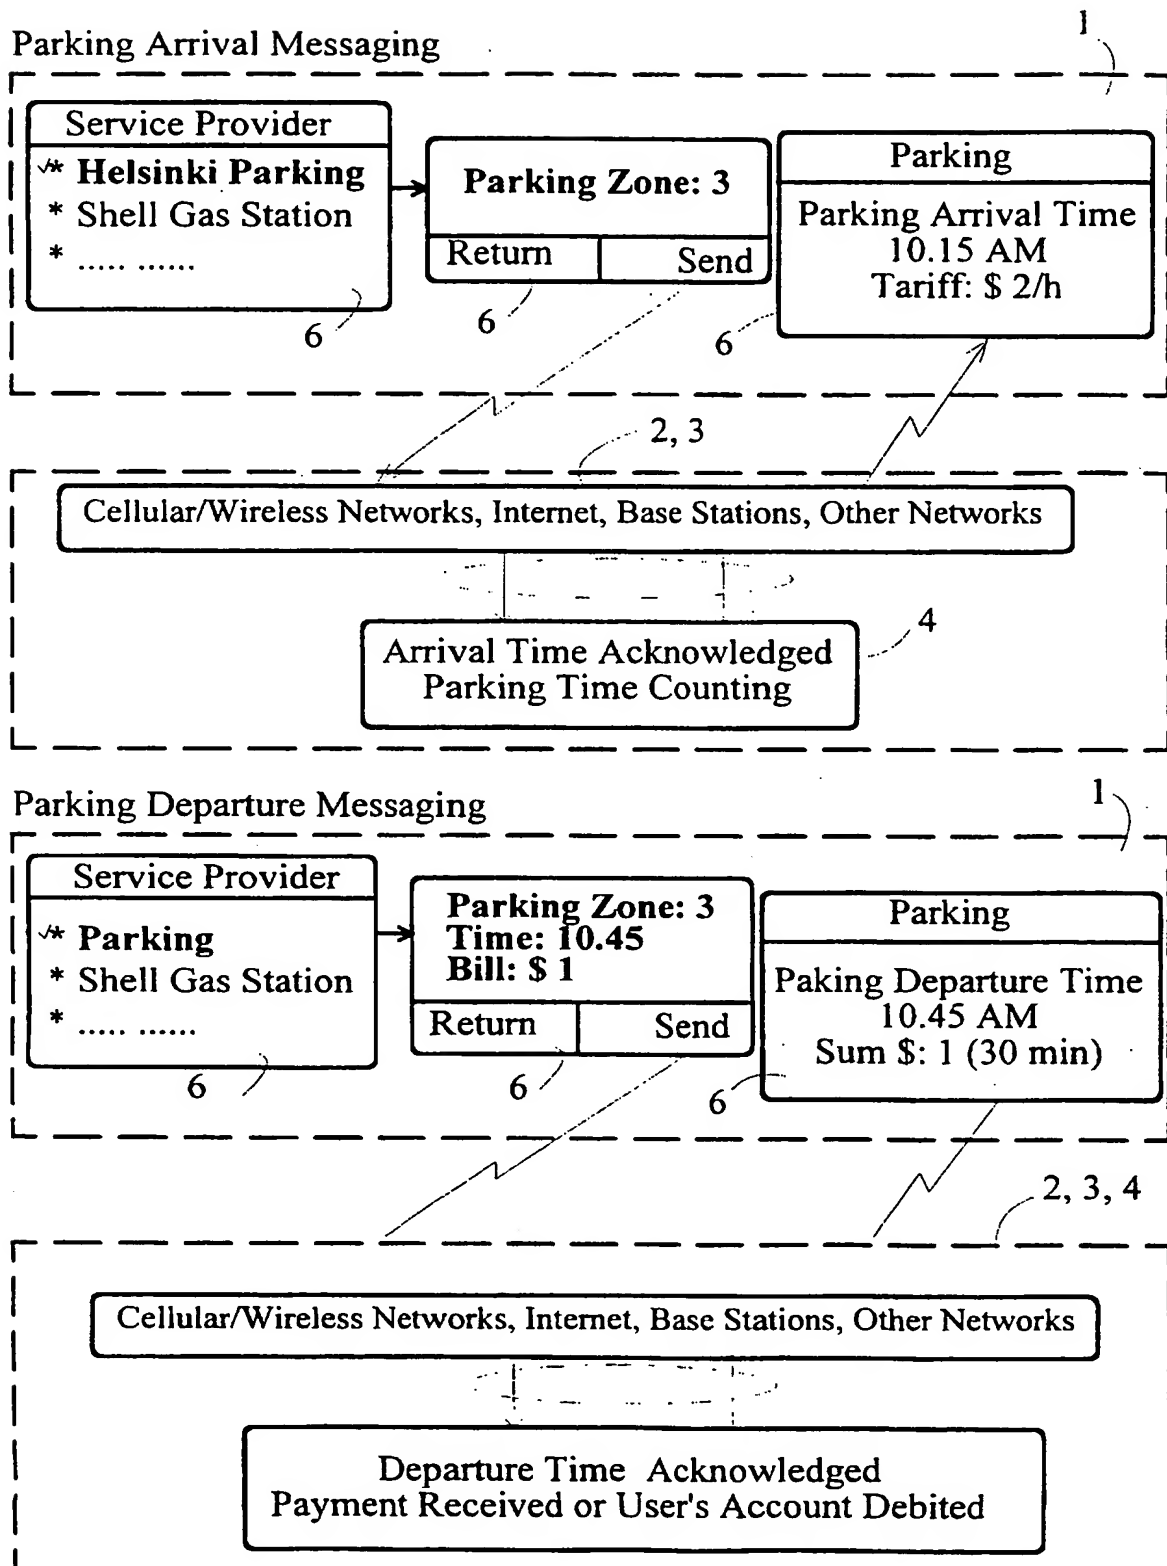 Parking Arrival Messaging
1
Service Provider
* Helsinki Parking
* Shell Gas Station
* ..... ......
6
Parking Zone: 3
Return
Send
6
Parking
Parking Arrival Time
10.15 AM
Tariff: $ 2/h
6
2, 3
Cellular/Wireless Networks, Internet, Base Stations, Other Networks
Arrival Time Acknowledged
Parking Time Counting
4
Parking Departure Messaging
1
Service Provider
* Parking
* Shell Gas Station
* ..... ......
6
Parking Zone: 3
Time: 10.45
Bill: $ 1
Return
Send
6
Parking
Paking Departure Time
10.45 AM
Sum $: 1 (30 min)
6
2, 3, 4
Cellular/Wireless Networks, Internet, Base Stations, Other Networks
Departure Time Acknowledged
Payment Received or User's Account Debited